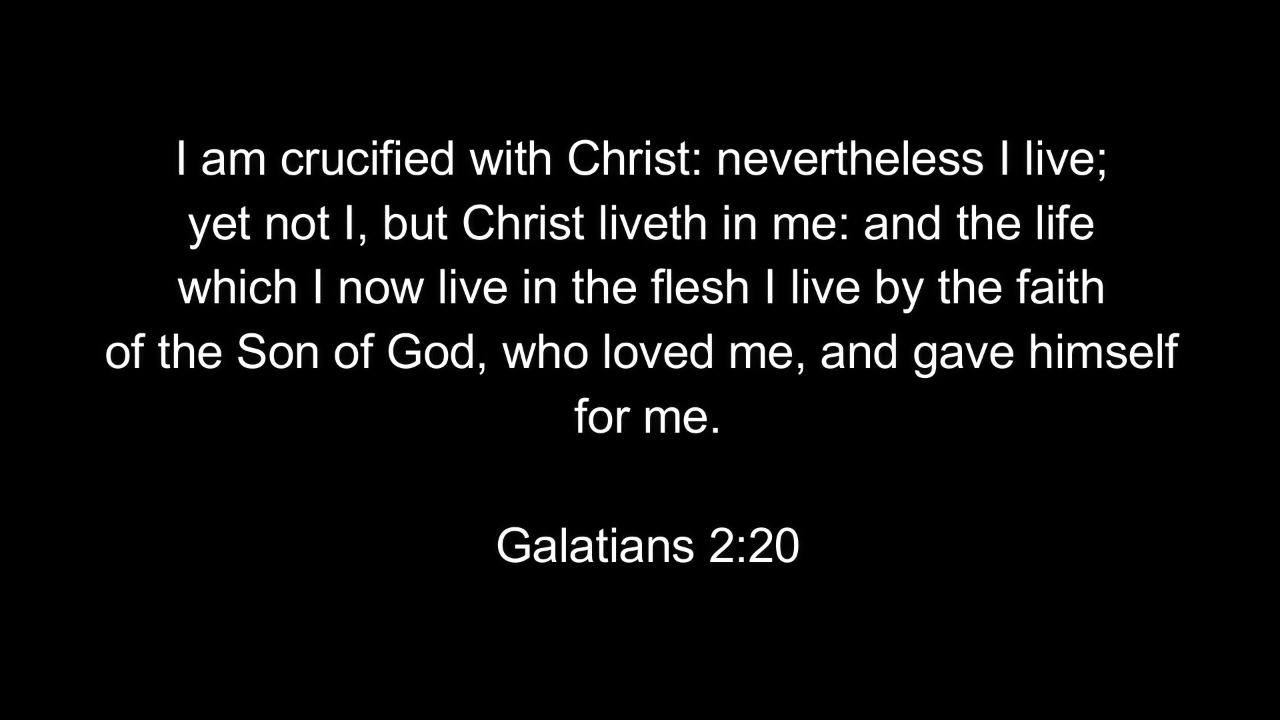 I am crucified with Christ: nevertheless I live;
yet not I, but Christ liveth in me: and the life
which I now live in the flesh I live by the faith
of the Son of God, who loved me, and gave himself
for me.
Galatians 2:20